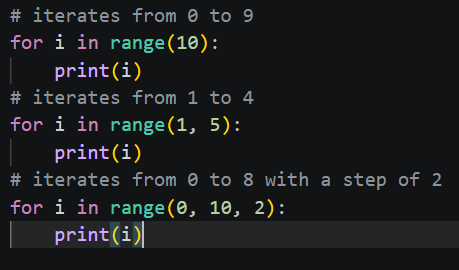 # iterates from 0 to 9
for i in range(10):
    print(i)
# iterates from 1 to 4
for i in range(1, 5):
    print(i)
# iterates from 0 to 8 with a step of 2
for i in range(0, 10, 2):
    print(i)